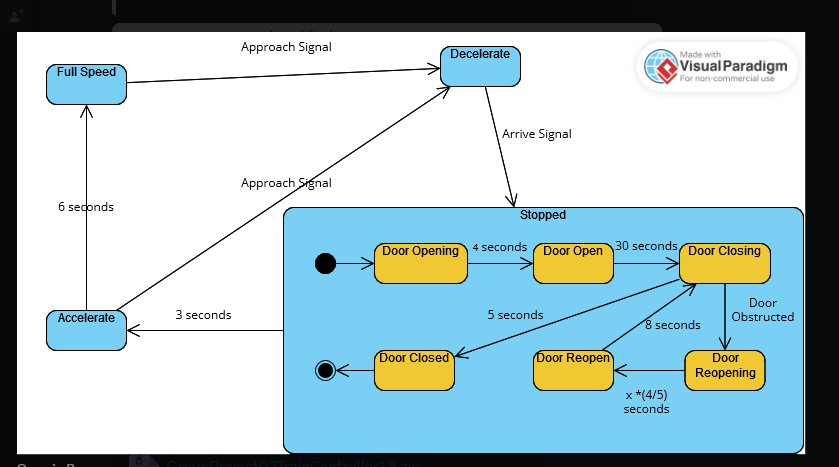 Approach Signal
Full Speed
Decelerate
Made with
VisualParadigm
For non-commercial use
Arrive Signal
Approach Signal
6 seconds
Stopped
Door Opening
4 seconds
Door Open
30 seconds
Door Closing
Accelerate
3 seconds
5 seconds
8 seconds
Door
Obstructed
Door Closed
Door Reopen
Door
Reopening
x *(4/5)
seconds